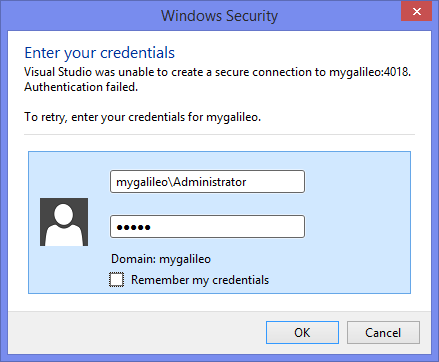 Windows Security
Enter your credentials
Visual Studio was unable to create a secure connection to mygalileo:4018.
Authentication failed.
To retry, enter your credentials for mygalileo.
mygalileo\Administrator
●●●●●
Domain: mygalileo
Remember my credentials
OK
Cancel